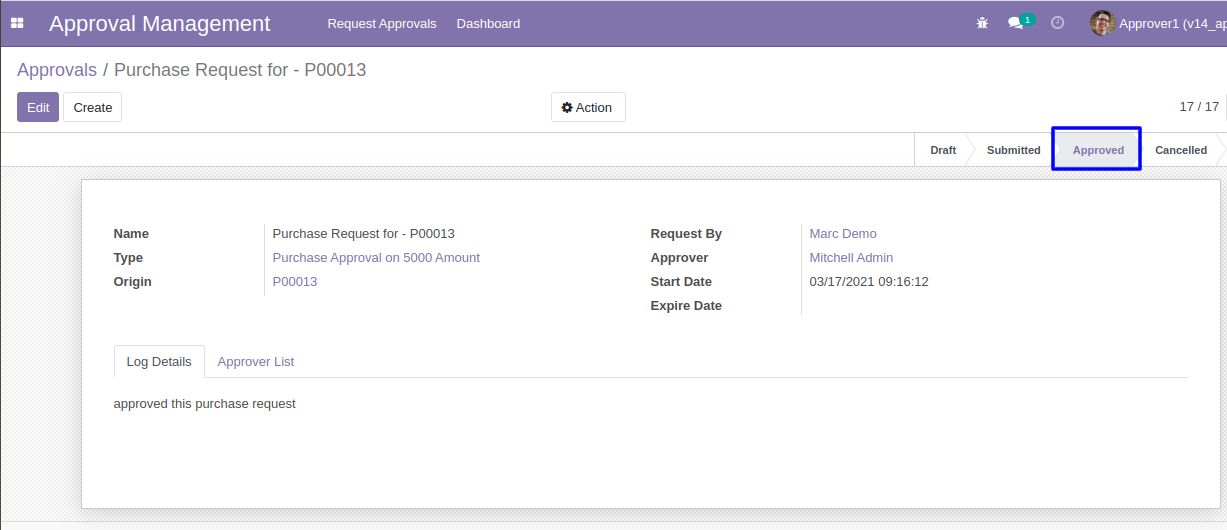 Approval Management Request Approvals Dashboard 1 Approver1 (v14_ap
Approvals / Purchase Request for - P00013
Edit Create Action 17 / 17
Draft Submitted Approved Cancelled
Name Purchase Request for - P00013 Request By Marc Demo
Type Purchase Approval on 5000 Amount Approver Mitchell Admin
Origin P00013 Start Date 03/17/2021 09:16:12
Expire Date
Log Details Approver List
approved this purchase request